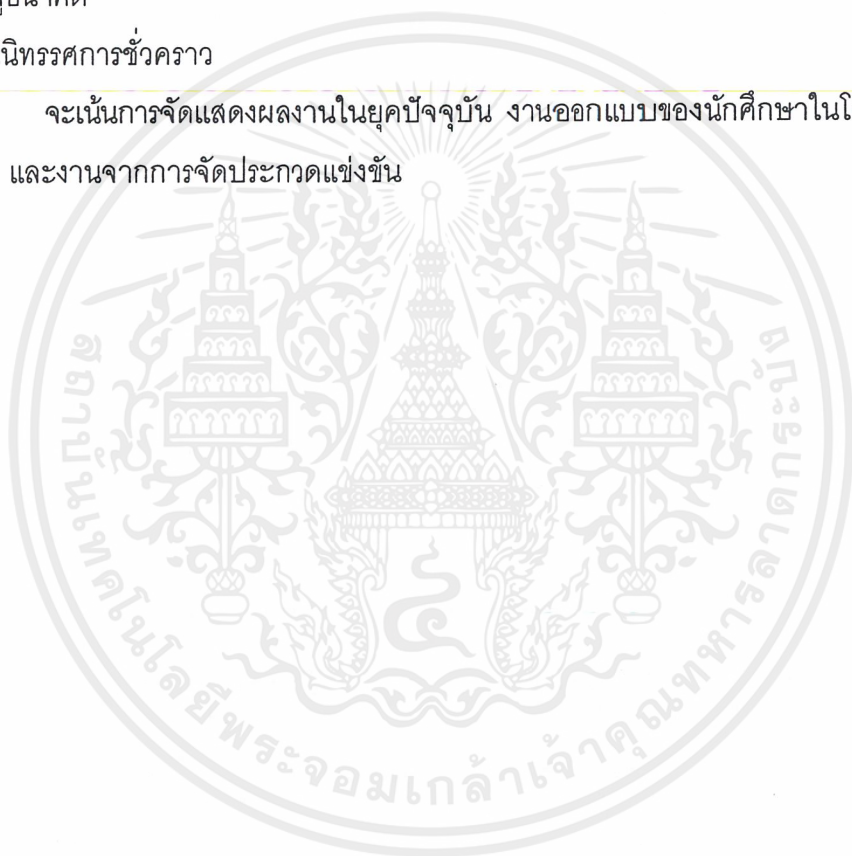 นิทรรศการชั่วคราว
จะเน้นการจัดแสดงผลงานในยุคปัจจุบัน งานออกแบบของนักศึกษาใน
และงานจากการจัดประกวดแข่งขัน
สถาบันเทคโนโลยีพระจอมเกล้าเจ้าคุณทหารลาดกระบัง